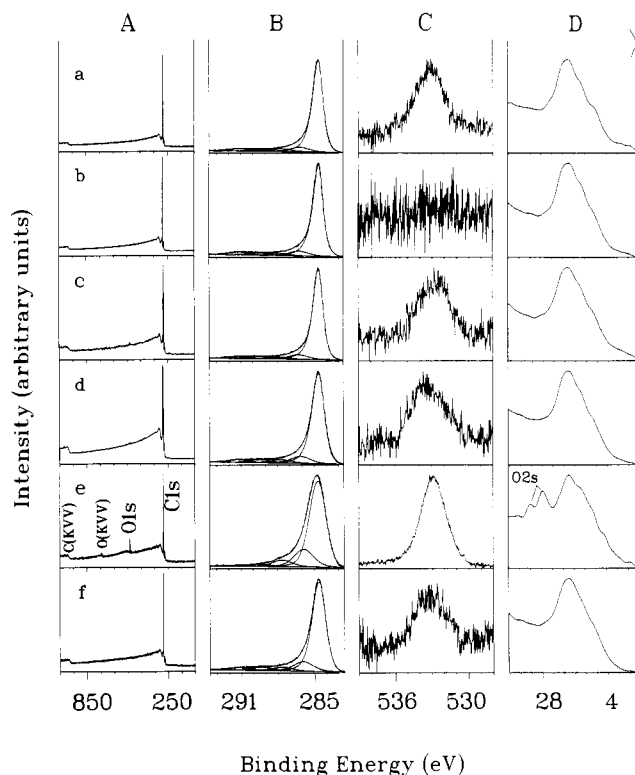 A B C D
a
b
c
d
e
f
C(KVV)
O(KVV)
O1s
C1s
O2s
Intensity (arbitrary units)
850 250 291 285 536 530 28 4
Binding Energy (eV)